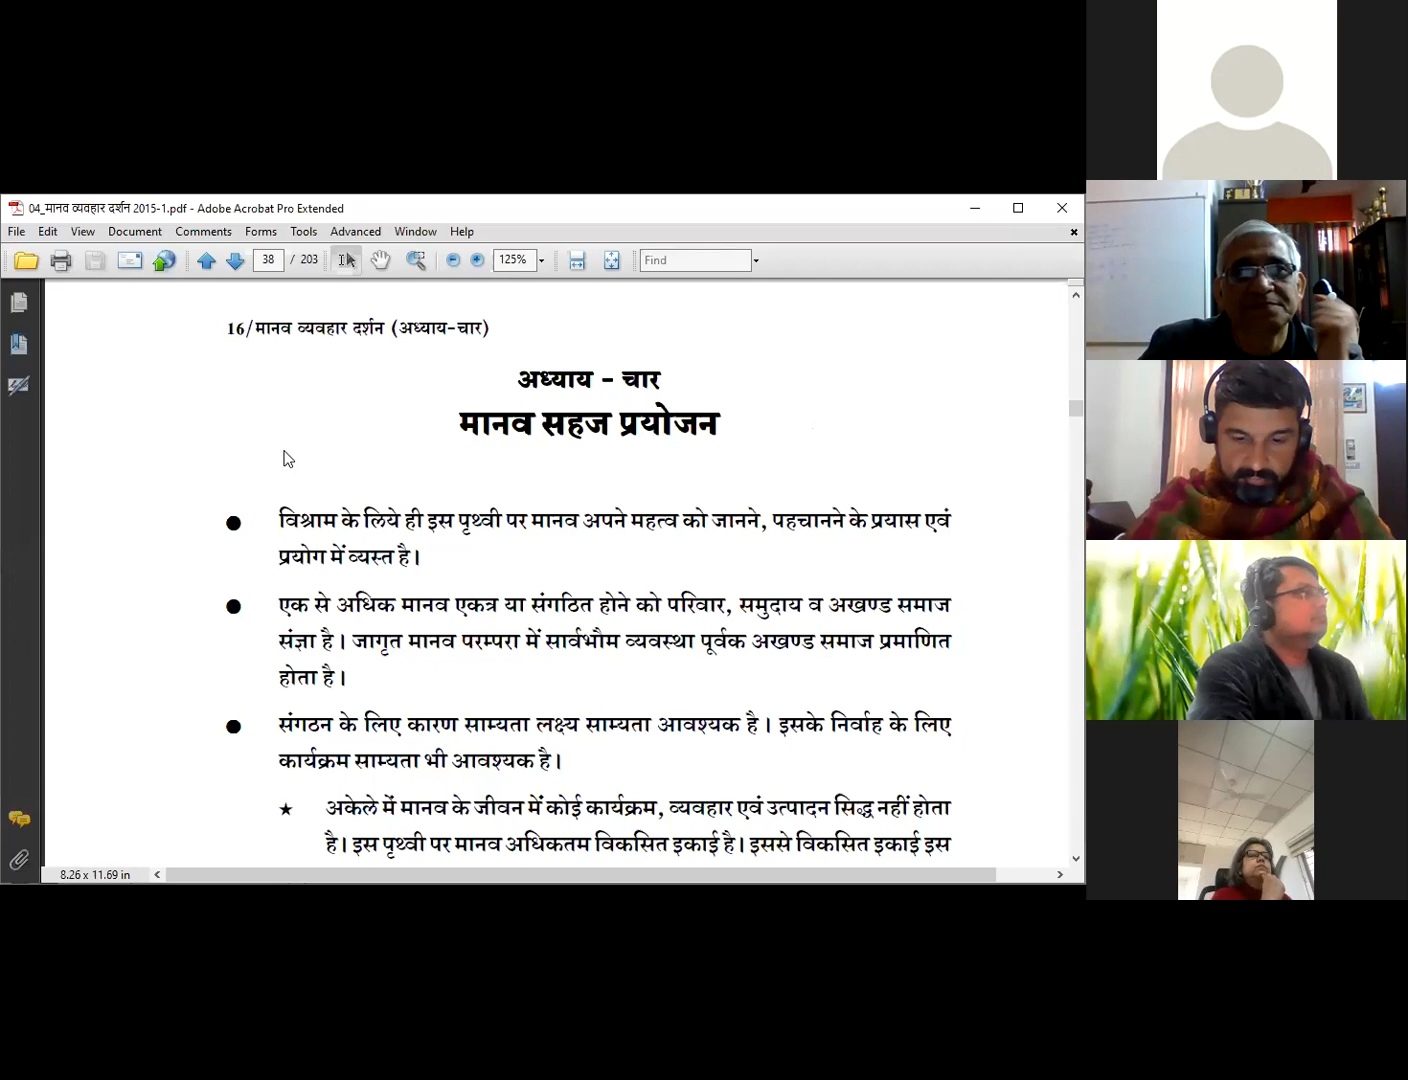 04_मानव व्यवहार दर्शन 2015-1.pdf - Adobe Acrobat Pro Extended
File Edit View Document Comments Forms Tools Advanced Window Help
38 / 203 125% Find
16/मानव व्यवहार दर्शन (अध्याय-चार)
अध्याय - चार
मानव सहज प्रयोजन
● विश्राम के लिये ही इस पृथ्वी पर मानव अपने महत्व को जानने, पहचानने के प्रयास एवं
प्रयोग में व्यस्त है।
● एक से अधिक मानव एकत्र या संगठित होने को परिवार, समुदाय व अखण्ड समाज
संज्ञा है। जागृत मानव परम्परा में सार्वभौम व्यवस्था पूर्वक अखण्ड समाज प्रमाणित
होता है।
● संगठन के लिए कारण साम्यता लक्ष्य साम्यता आवश्यक है। इसके निर्वाह के लिए
कार्यक्रम साम्यता भी आवश्यक है।
★ अकेले में मानव के जीवन में कोई कार्यक्रम, व्यवहार एवं उत्पादन सिद्ध नहीं होता
है। इस पृथ्वी पर मानव अधिकतम विकसित इकाई है। इससे विकसित इकाई इस
8.26 x 11.69 in